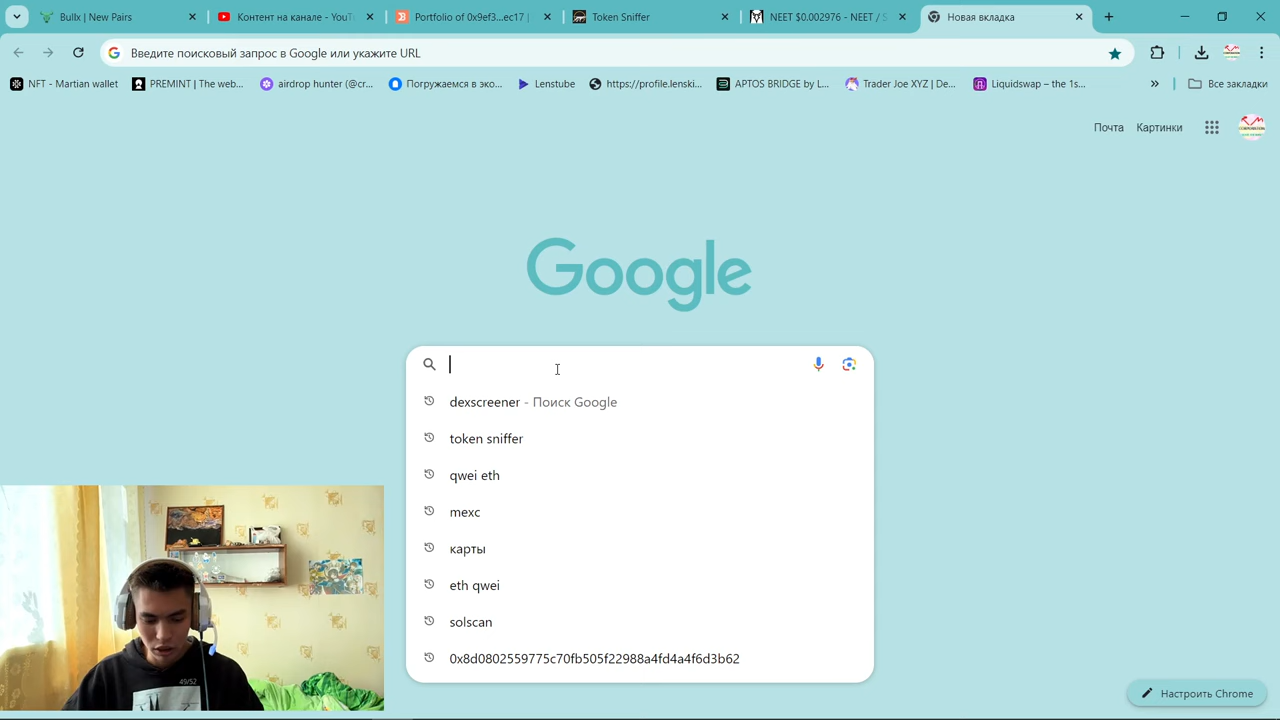 Bullx | New Pairs
Контент на канале - YouT
Portfolio of 0x9ef3...ec17 |
Token Sniffer
NEET $0.002976 - NEET / S
Новая вкладка
Введите поисковый запрос в Google или укажите URL
NFT - Martian wallet
PREMINT | The web...
airdrop hunter (@cr...
Погружаемся в эко...
Lenstube
https://profile.lenski...
APTOS BRIDGE by L...
Trader Joe XYZ | De...
Liquidswap – the 1s...
»
Все закладки
Почта
Картинки
Google
dexscreener - Поиск Google
token sniffer
qwei eth
mexc
карты
eth qwei
solscan
0x8d0802559775c70fb505f22988a4fd4a4f6d3b62
49/52
Настроить Chrome